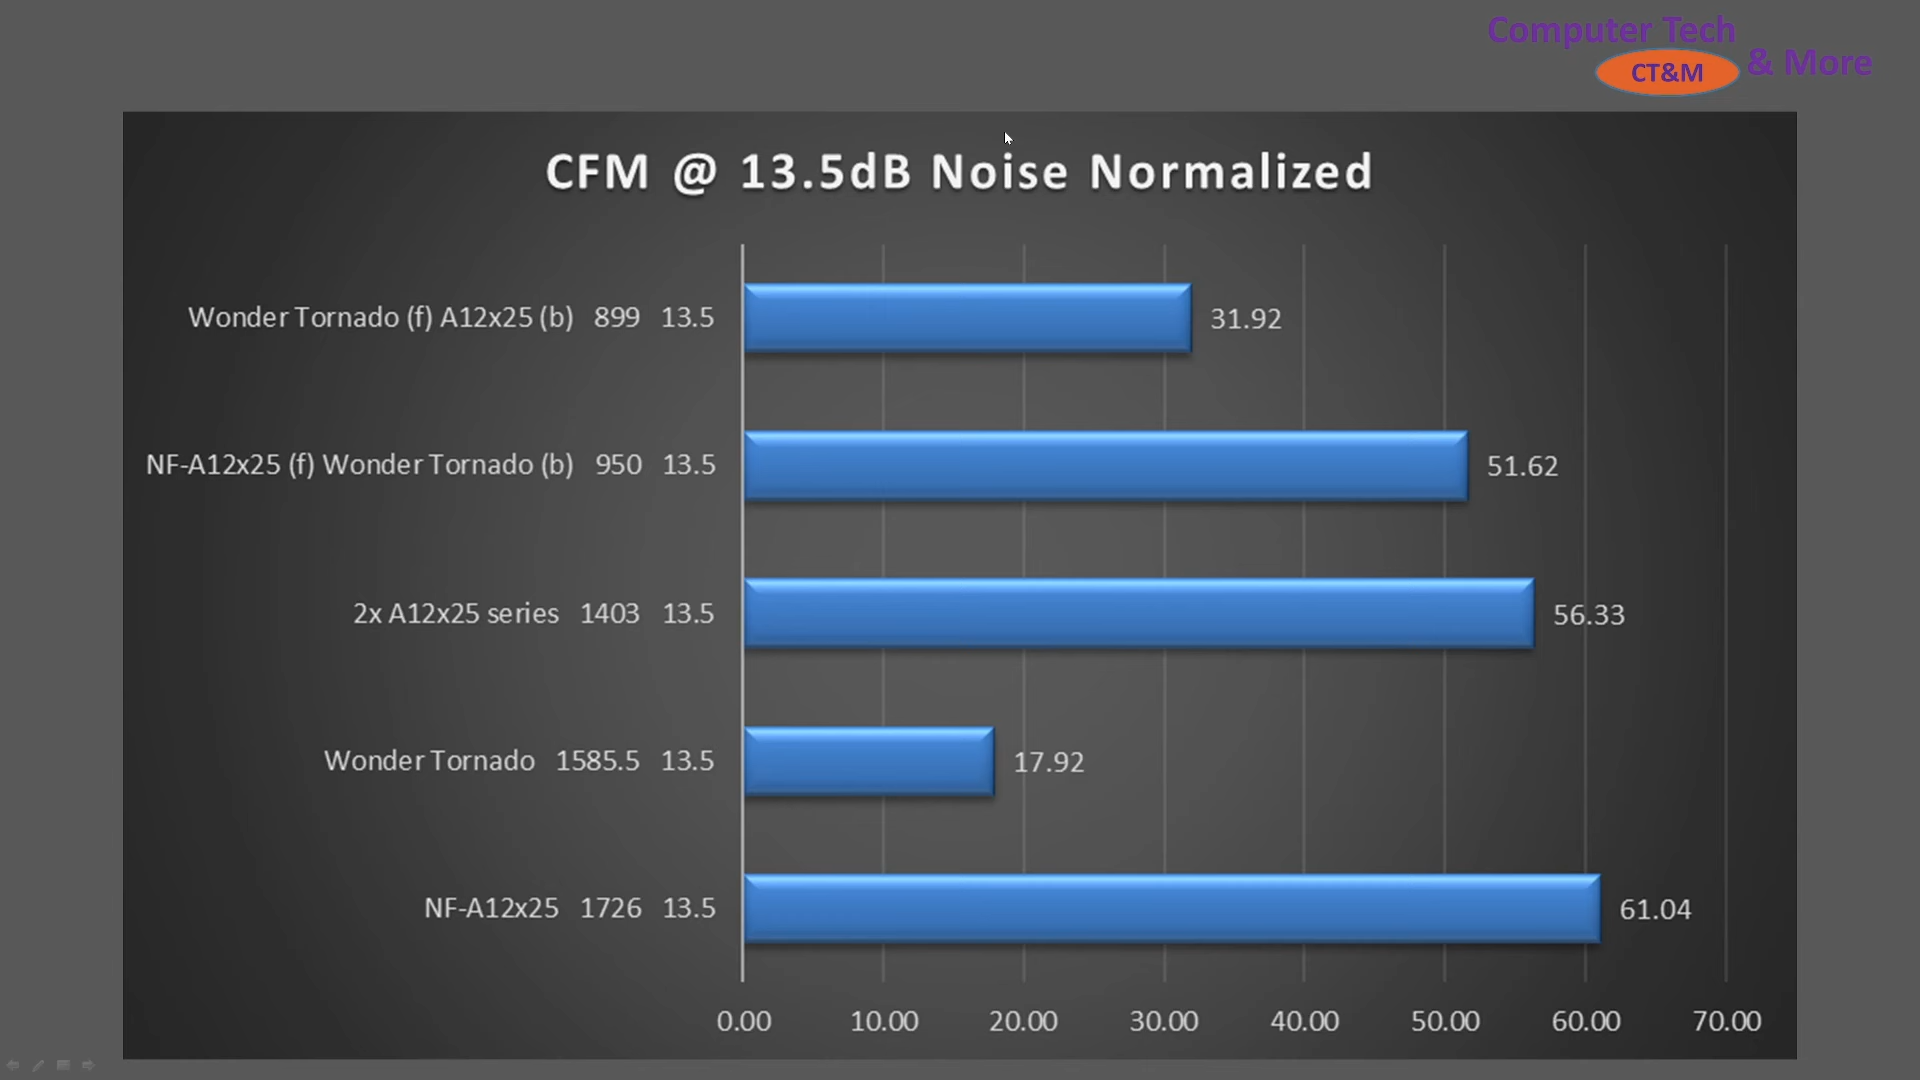 Computer Tech
CT&M
& More
CFM @ 13.5dB Noise Normalized
Wonder Tornado (f) A12x25 (b) 899 13.5 31.92
NF-A12x25 (f) Wonder Tornado (b) 950 13.5 51.62
2x A12x25 series 1403 13.5 56.33
Wonder Tornado 1585.5 13.5 17.92
NF-A12x25 1726 13.5 61.04
0.00 10.00 20.00 30.00 40.00 50.00 60.00 70.00